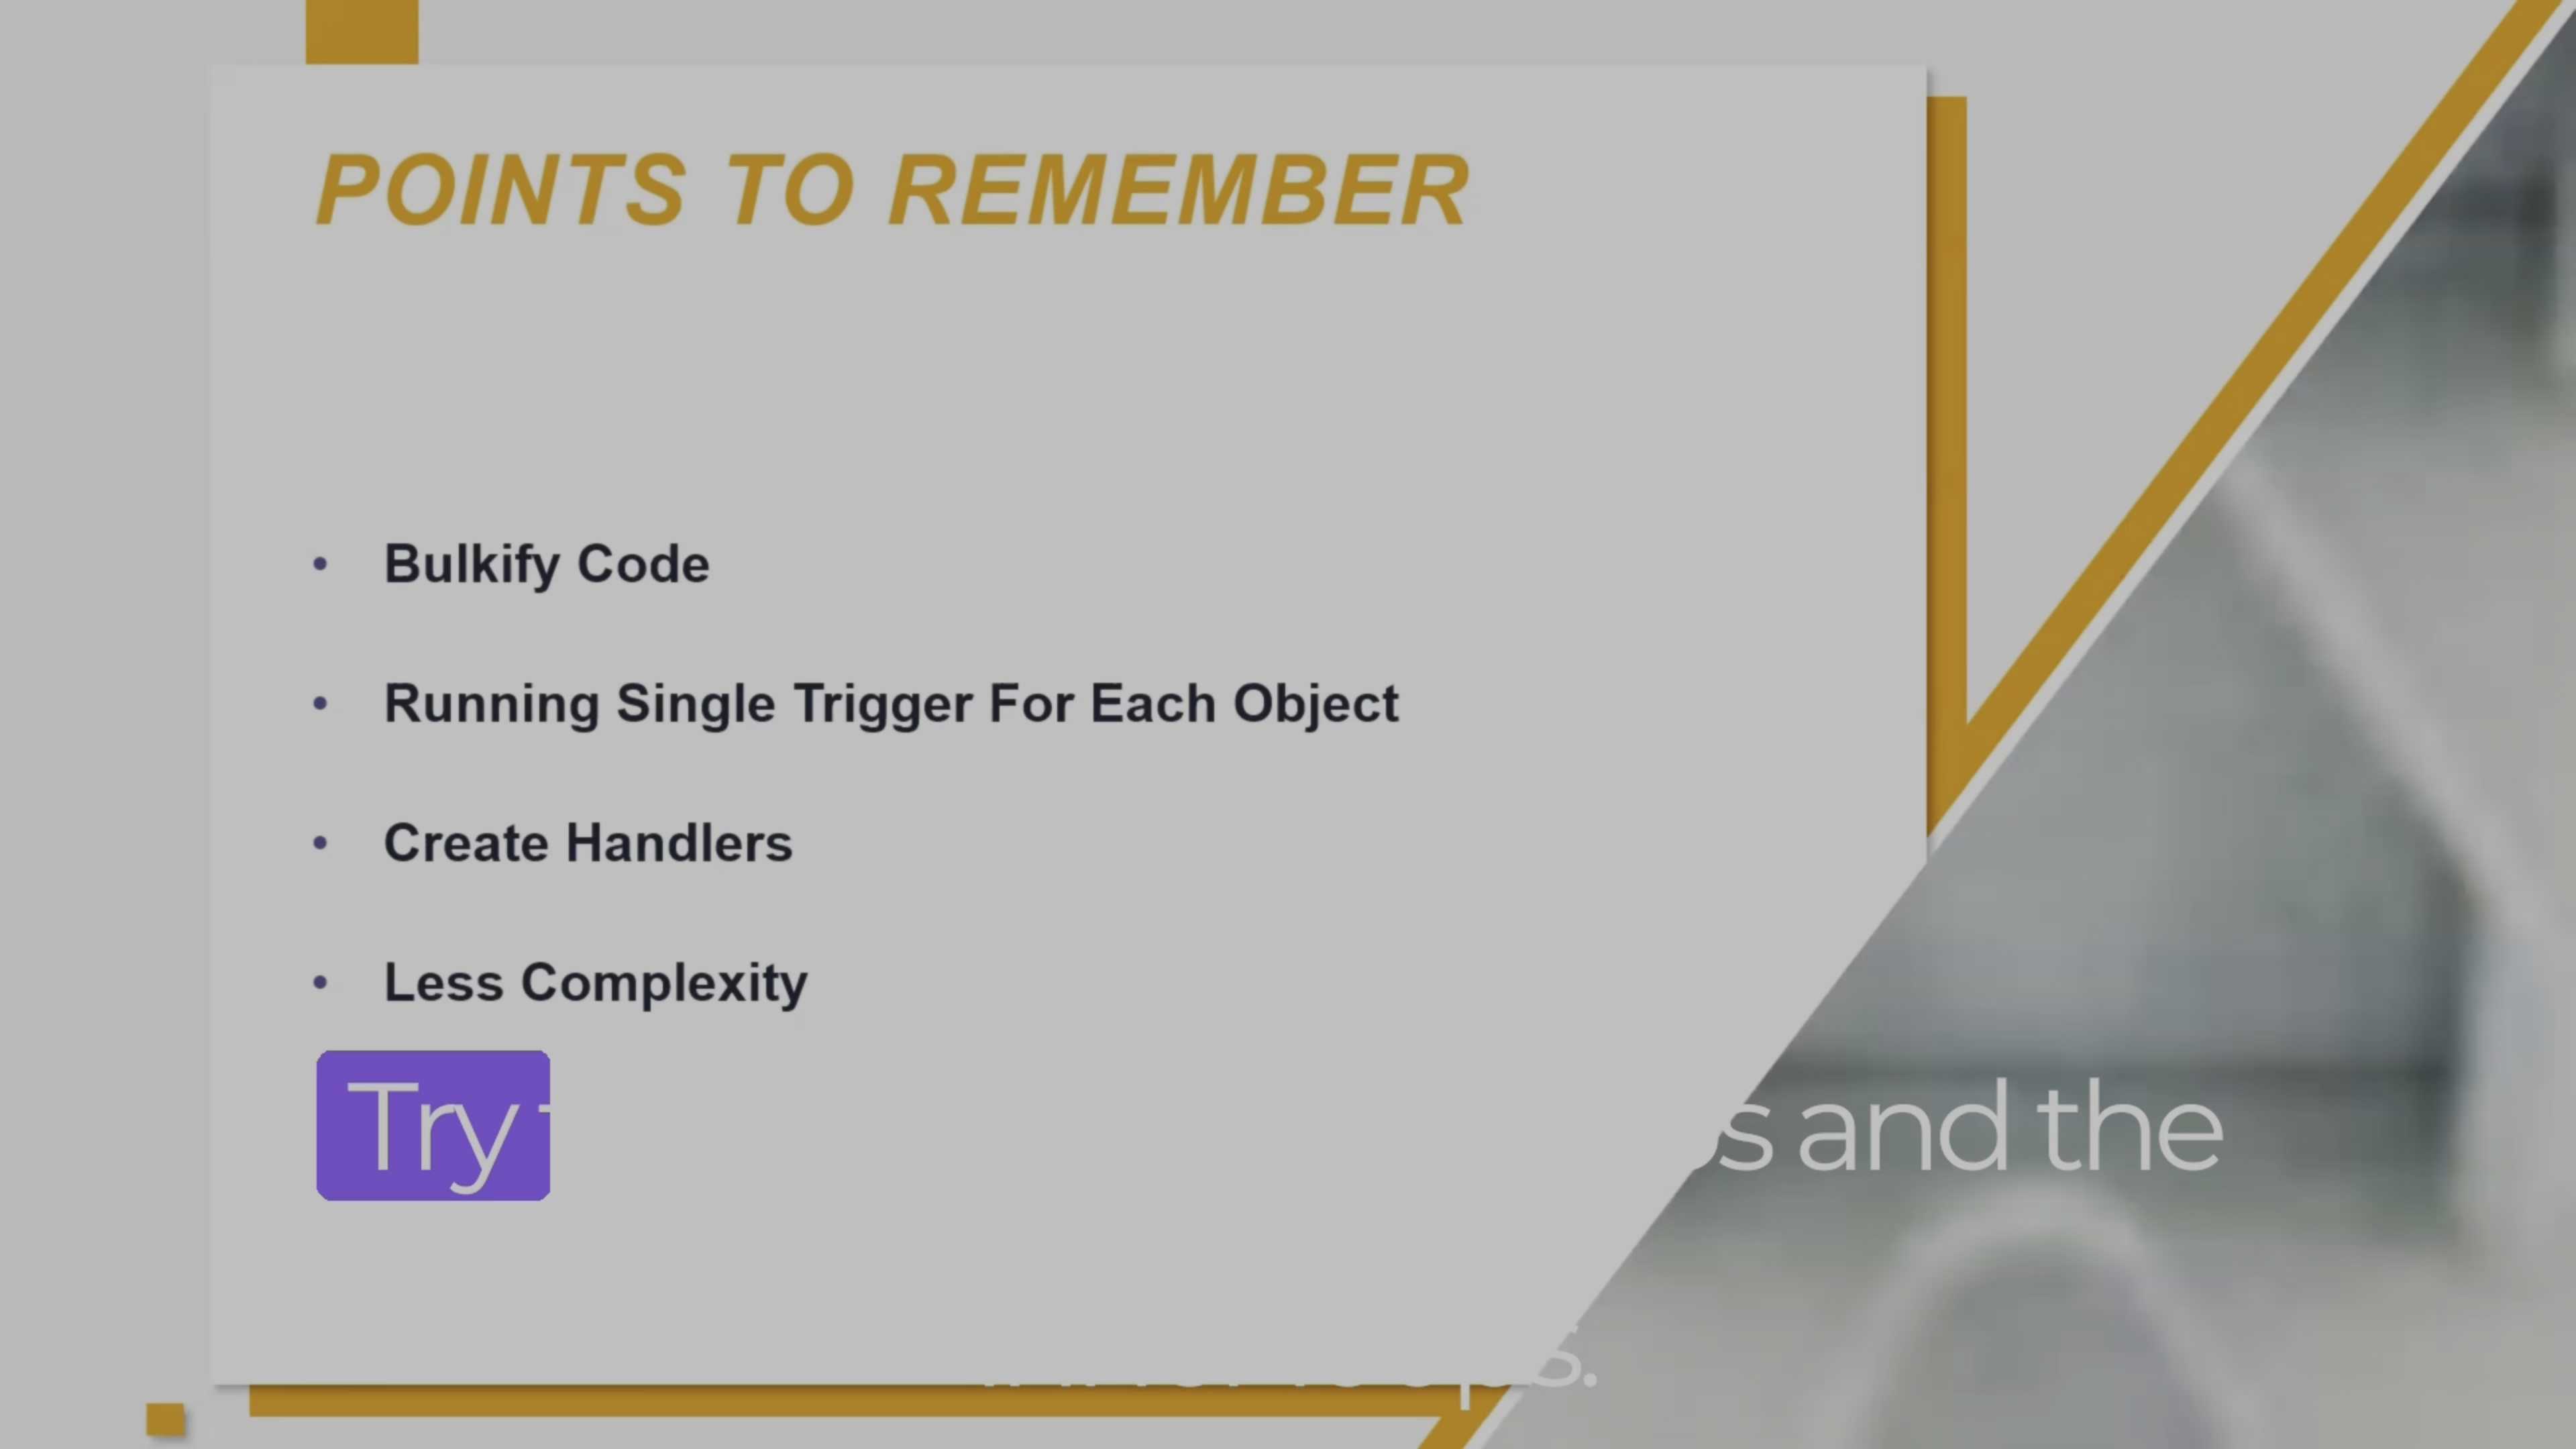 POINTS TO REMEMBER
• Bulkify Code
• Running Single Trigger For Each Object
• Create Handlers
• Less Complexity
Try and the